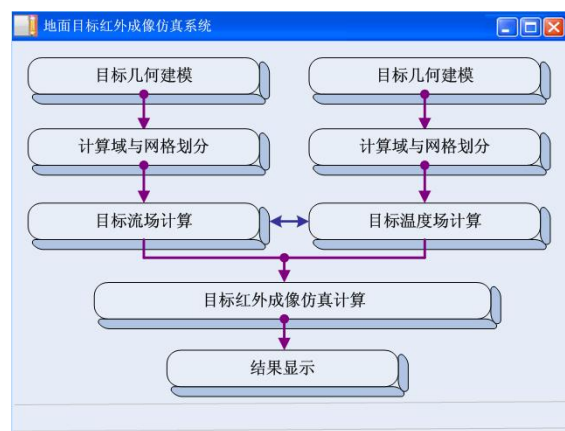 地面目标红外成像仿真系统
目标几何建模
目标几何建模
计算域与网格划分
计算域与网格划分
目标流场计算
目标温度场计算
目标红外成像仿真计算
结果显示